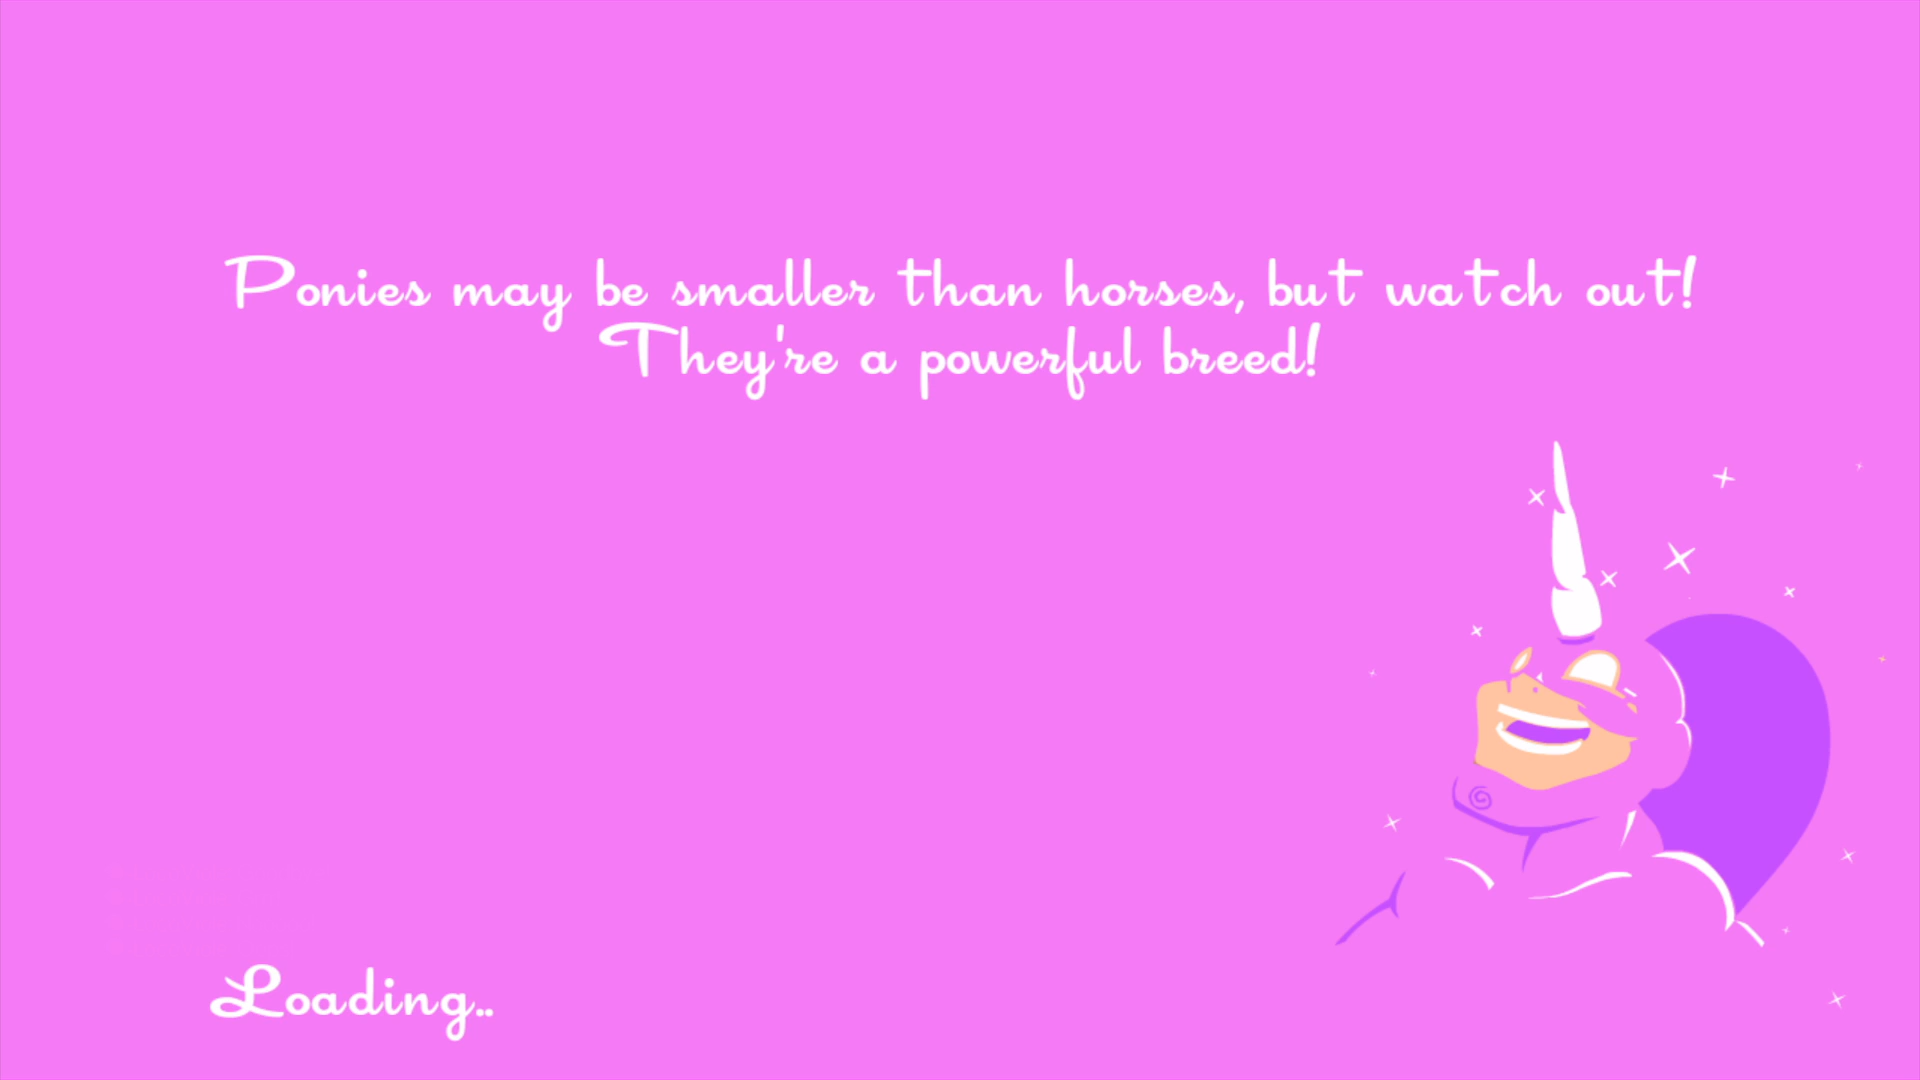 Ponies may be smaller than horses, but watch out!
They're a powerful breed!
Loading..